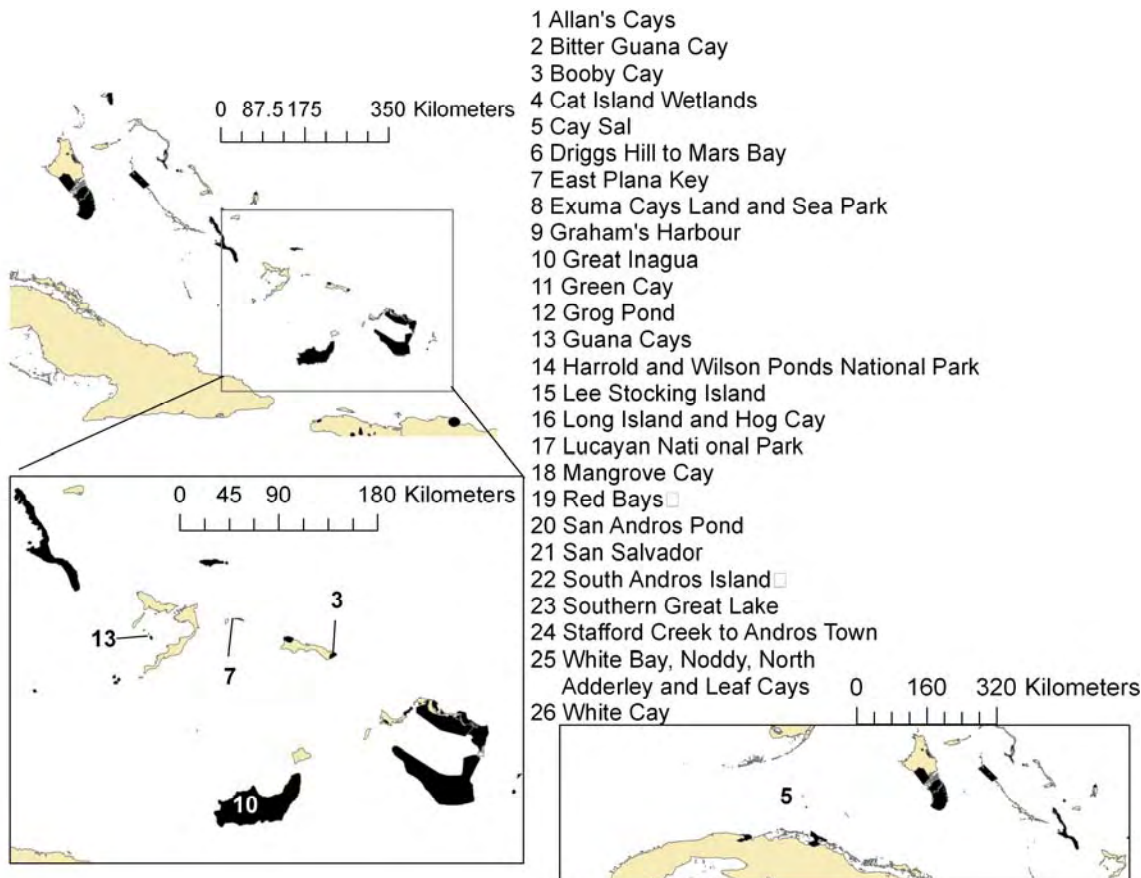 1 Allan's Cays
2 Bitter Guana Cay
3 Booby Cay
4 Cat Island Wetlands
5 Cay Sal
6 Driggs Hill to Mars Bay
7 East Plana Key
8 Exuma Cays Land and Sea Park
9 Graham's Harbour
10 Great Inagua
11 Green Cay
12 Grog Pond
13 Guana Cays
14 Harrold and Wilson Ponds National Park
15 Lee Stocking Island
16 Long Island and Hog Cay
17 Lucayan Nati onal Park
18 Mangrove Cay
19 Red Bays□
20 San Andros Pond
21 San Salvador
22 South Andros Island□
23 Southern Great Lake
24 Stafford Creek to Andros Town
25 White Bay, Noddy, North
Adderley and Leaf Cays
26 White Cay
0 87.5 175 350 Kilometers
0 45 90 180 Kilometers
3
13
7
10
0 160 320 Kilometers
5